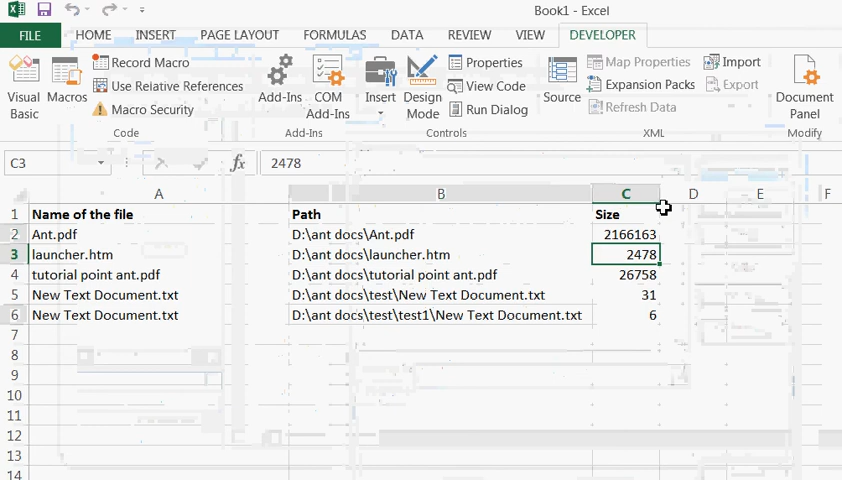 Book1 - Excel
FILE HOME INSERT PAGE LAYOUT FORMULAS DATA REVIEW VIEW DEVELOPER
Visual Basic
Macros
Record Macro
Use Relative References
Macro Security
Code
Add-Ins
COM Add-Ins
Add-Ins
Insert
Design Mode
Properties
View Code
Run Dialog
Controls
Source
Map Properties
Expansion Packs
Refresh Data
Import
Export
XML
Document Panel
Modify
C3 fx 2478
A B C D E F
1 Name of the file Path Size
2 Ant.pdf D:\ant docs\Ant.pdf 2166163
3 launcher.htm D:\ant docs\launcher.htm 2478
4 tutorial point ant.pdf D:\ant docs\tutorial point ant.pdf 26758
5 New Text Document.txt D:\ant docs\test\New Text Document.txt 31
6 New Text Document.txt D:\ant docs\test\test1\New Text Document.txt 6
7
8
9
10
11
12
13
14